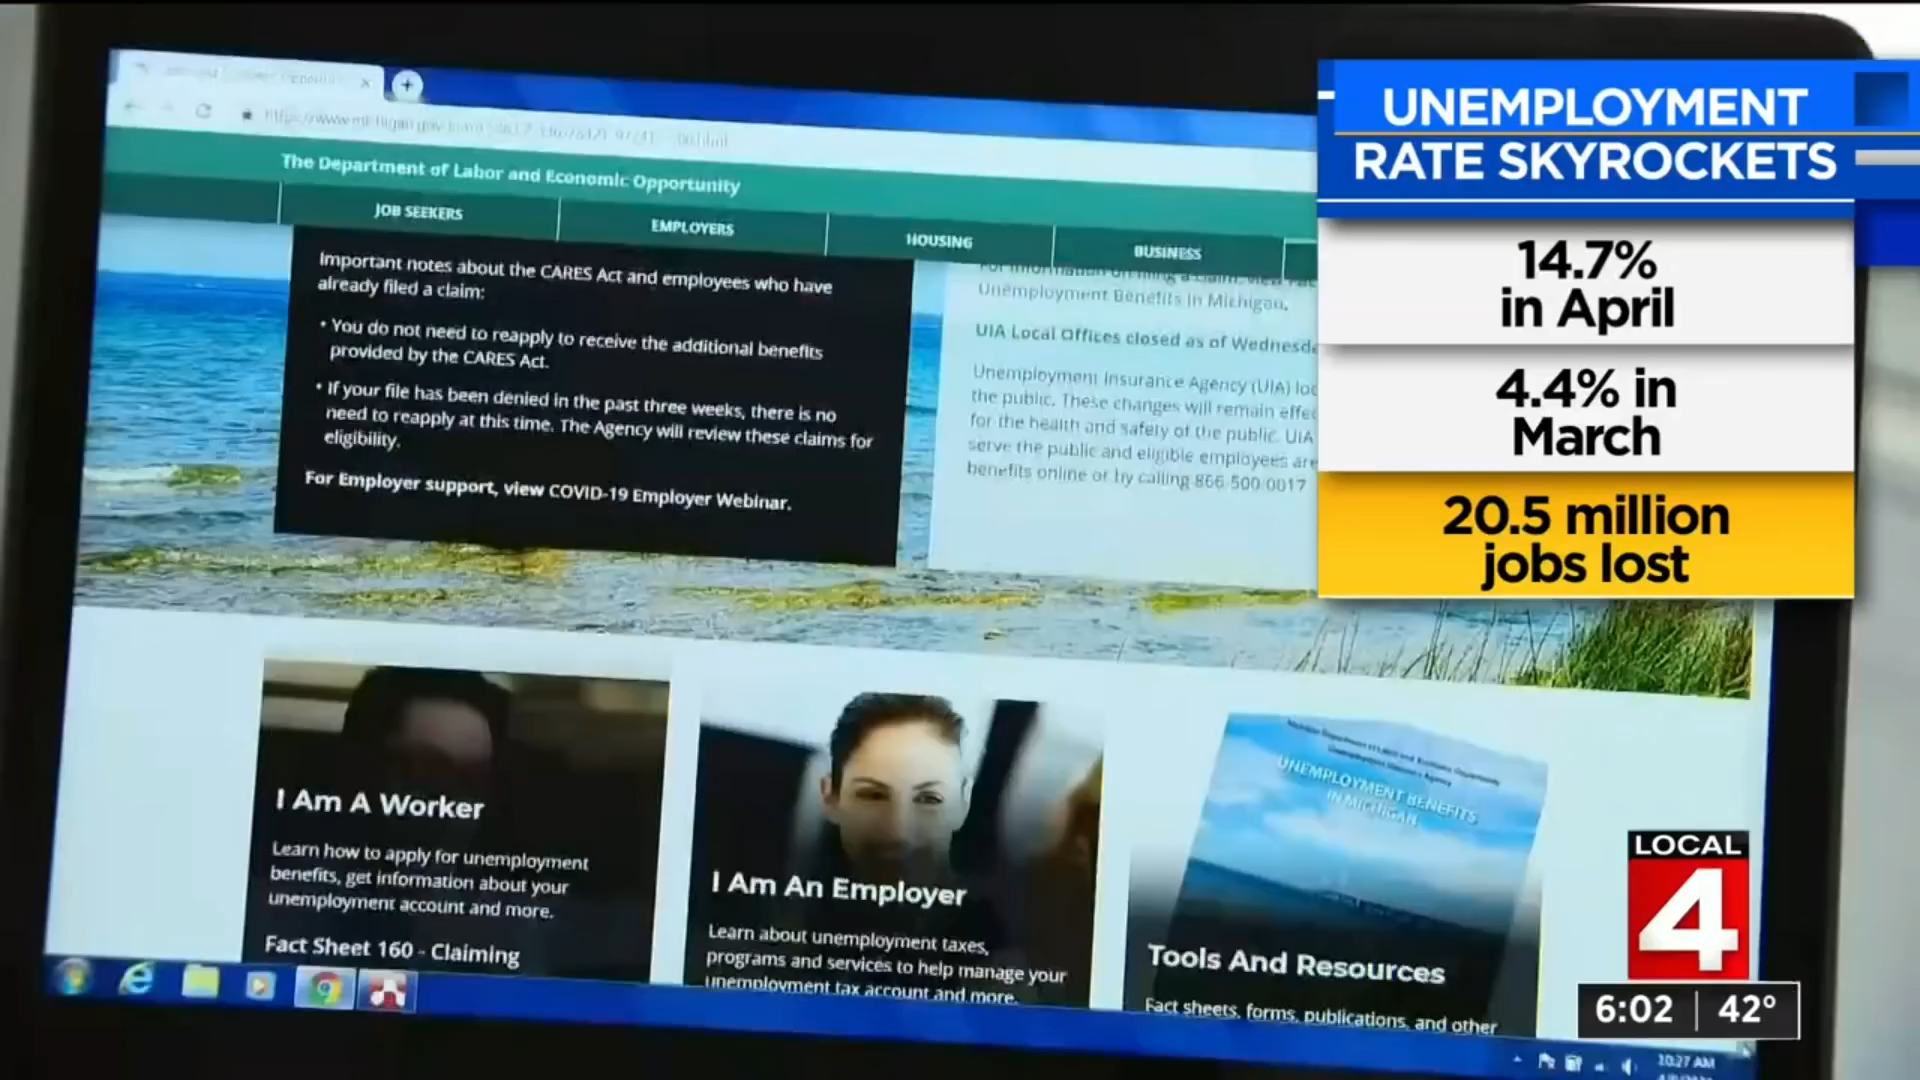 UNEMPLOYMENT
RATE SKYROCKETS
14.7%
in April
4.4% in
March
20.5 million
jobs lost
The Department of Labor and Economic Opportunity
JOB SEEKERS
EMPLOYERS
HOUSING
BUSINESS
Important notes about the CARES Act and employees who have
already filed a claim:
• You do not need to reapply to receive the additional benefits
provided by the CARES Act.
• If your file has been denied in the past three weeks, there is no
need to reapply at this time. The Agency will review these claims for
eligibility.
For Employer support, view COVID-19 Employer Webinar.
For information on filing a claim, view
Unemployment Benefits in Michigan.
UIA Local Offices closed as of
Unemployment Insurance Agency (UIA)
the public. These changes will remain
for the health and safety of the public. UIA
serve the public and eligible employees
benefits online or by calling 866-500-0017
I Am A Worker
Learn how to apply for unemployment
benefits, get information about your
unemployment account and more.
Fact Sheet 160 - Claiming
I Am An Employer
Learn about unemployment taxes,
programs and services to help manage your
unemployment tax account and more.
UNEMPLOYMENT BENEFITS
IN MICHIGAN
Tools And Resources
Fact sheets, forms, publications, and other
LOCAL
4
6:02 42°
10:27 AM